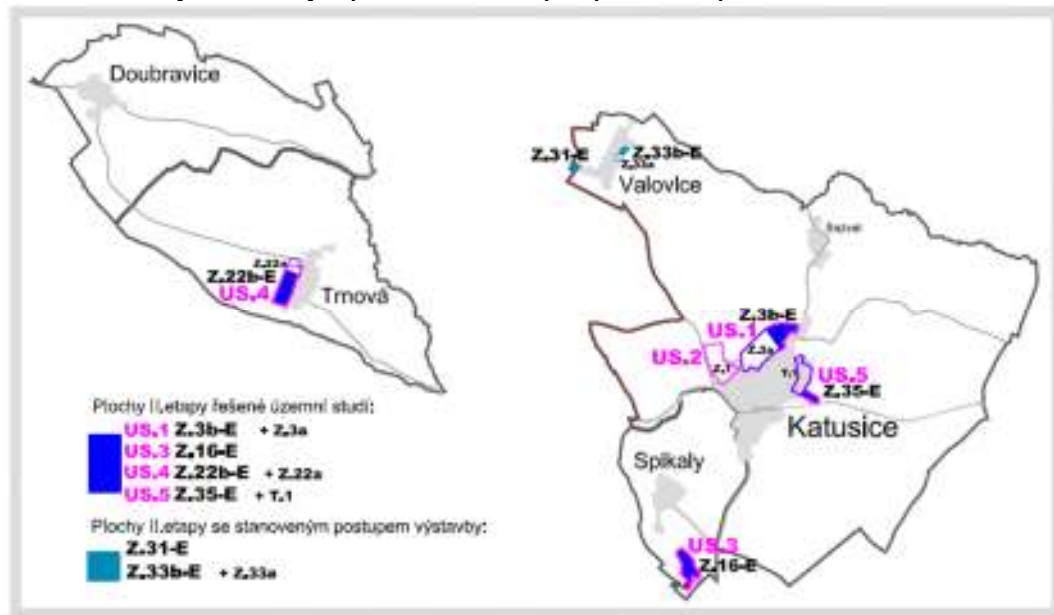 Doubravice
Z.31-E
Z.33b-E
Z.33a
Valovice
Z.22a
Z.22b-E
US.4
Trnová
Z.3b-E
US.1
Z.3a
US.2
Z.1
T.1
US.5
Z.35-E
Katusice
Spikaly
US.3
Z.16-E
Plochy II.etapy řešené územní studí:
US.1 Z.3b-E + Z.3a
US.3 Z.16-E
US.4 Z.22b-E + Z.22a
US.5 Z.35-E + T.1
Plochy II.etapy se stanoveným postupem výstavby:
Z.31-E
Z.33b-E + Z.33a